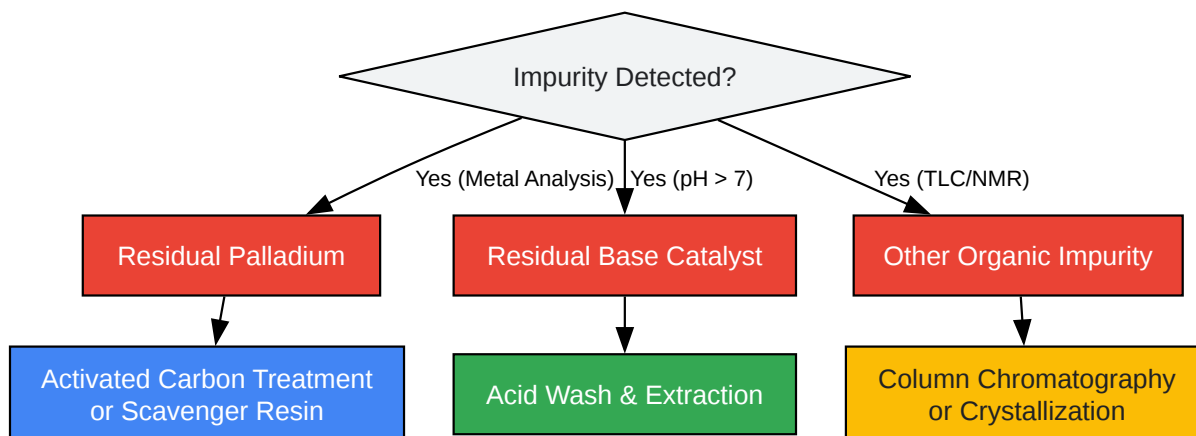 Impurity Detected?
Yes (Metal Analysis)
Yes (pH > 7)
Yes (TLC/NMR)
Residual Palladium
Residual Base Catalyst
Other Organic Impurity
Activated Carbon Treatment
or Scavenger Resin
Acid Wash & Extraction
Column Chromatography
or Crystallization